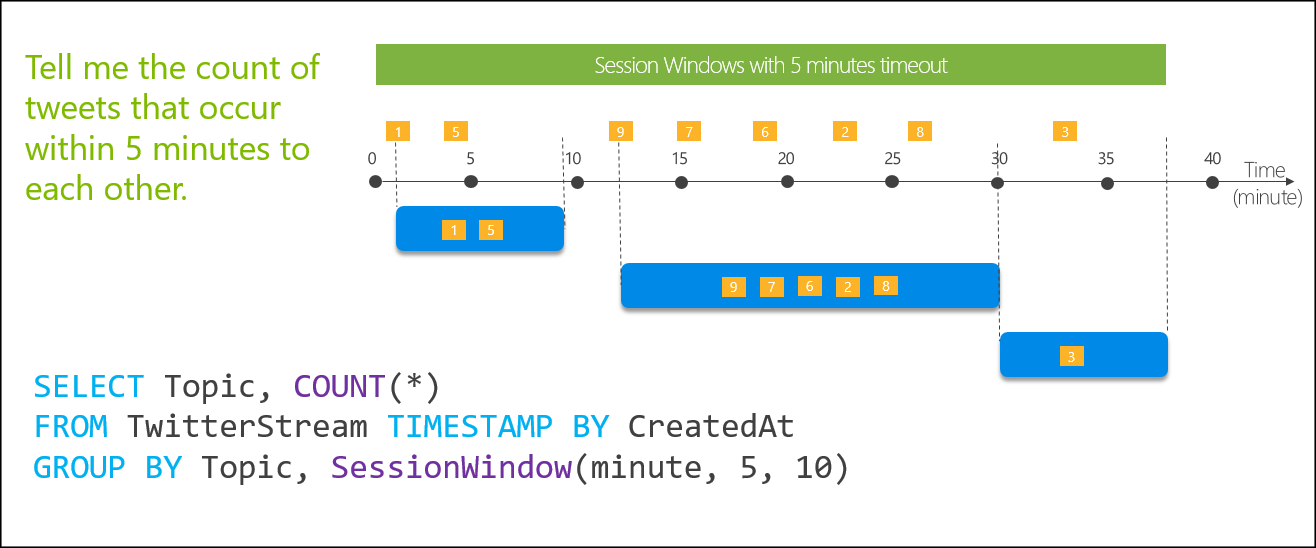 Tell me the count of
tweets that occur
within 5 minutes to
each other.
Session Windows with 5 minutes timeout
1 5 9 7 6 2 8 3
0 5 10 15 20 25 30 35 40
Time
(minute)
1 5
9 7 6 2 8
3
SELECT Topic, COUNT(*)
FROM TwitterStream TIMESTAMP BY CreatedAt
GROUP BY Topic, SessionWindow(minute, 5, 10)